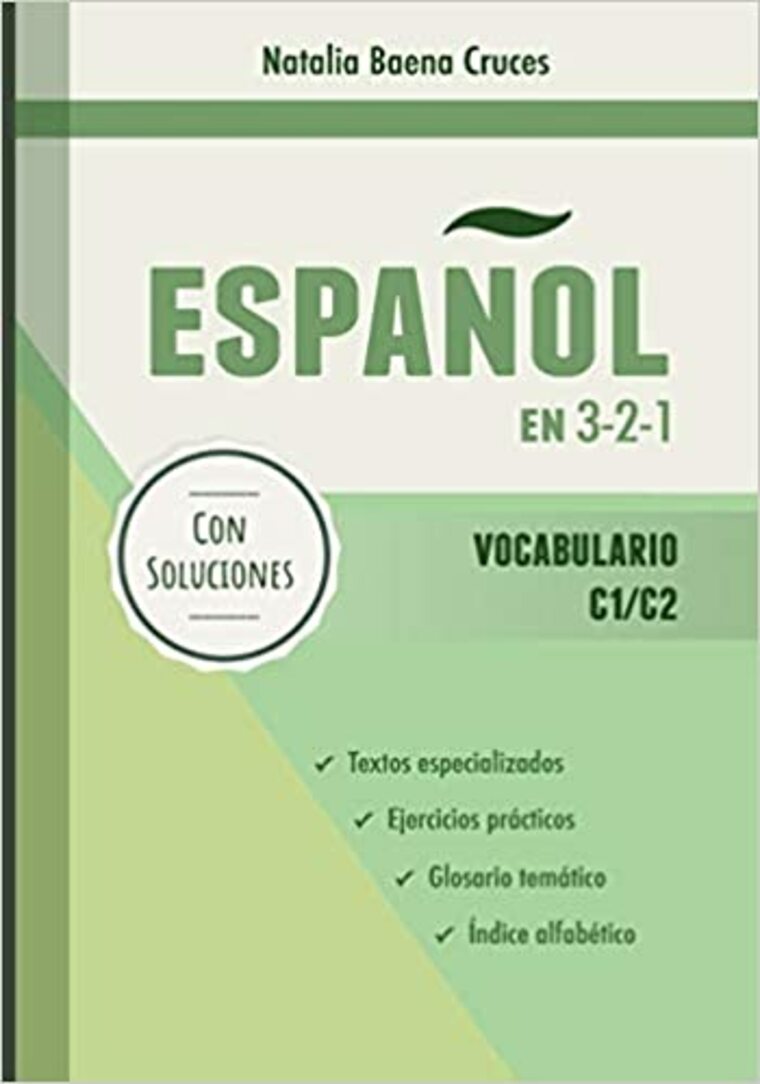 Natalia Baena Cruces
ESPAÑOL
EN 3-2-1
CON
SOLUCIONES
VOCABULARIO
C1/C2
✓ Textos especializados
✓ Ejercicios prácticos
✓ Glosario temático
✓ Índice alfabético